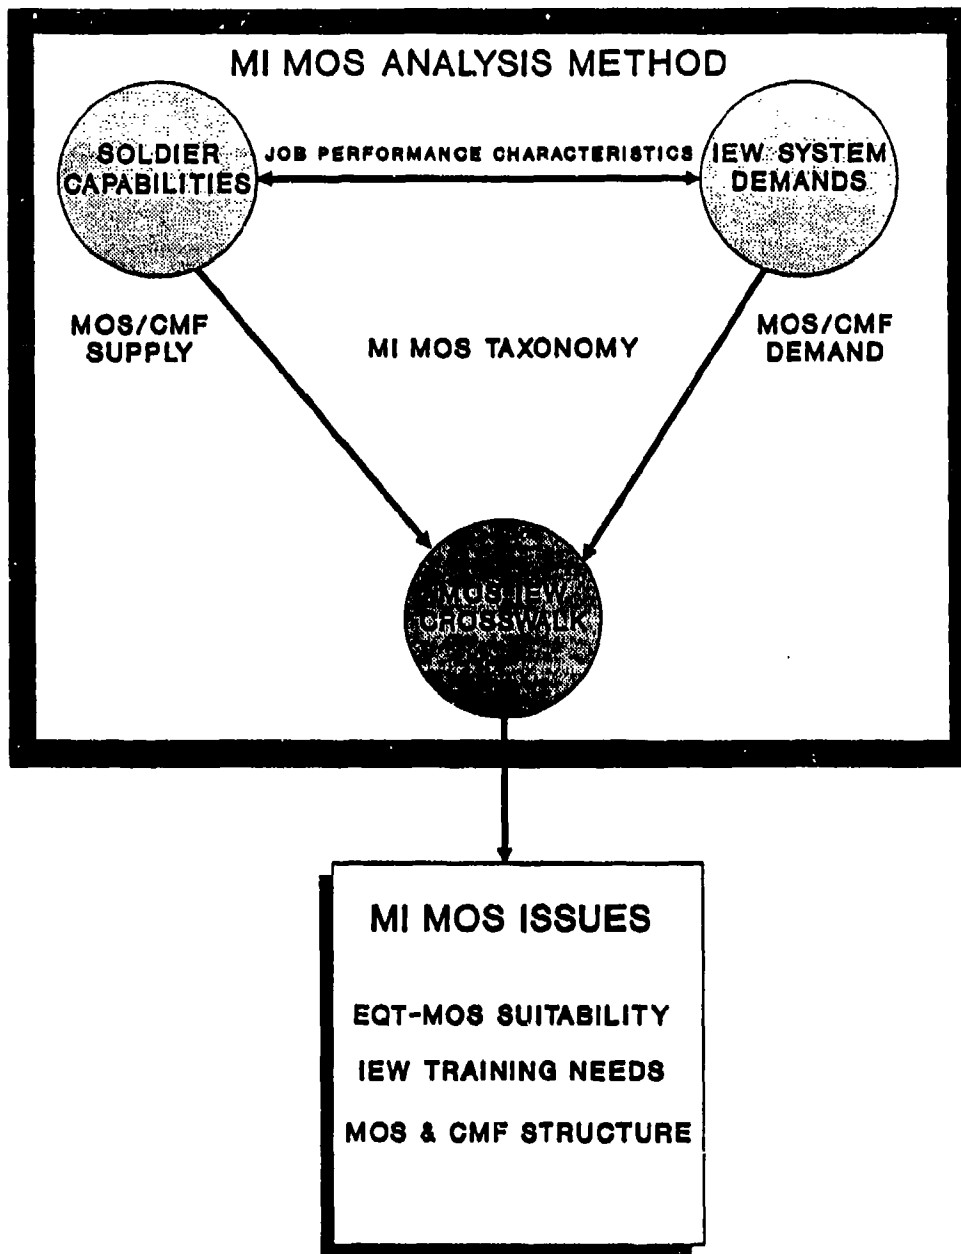 MI MOS ANALYSIS METHOD
SOLDIER
CAPABILITIES
JOB PERFORMANCE CHARACTERISTICS
IEW SYSTEM
DEMANDS
MOS/CMF
SUPPLY
MI MOS TAXONOMY
MOS/CMF
DEMAND
MOS-IEW
CROSSWALK
MI MOS ISSUES
EQT-MOS SUITABILITY
IEW TRAINING NEEDS
MOS & CMF STRUCTURE